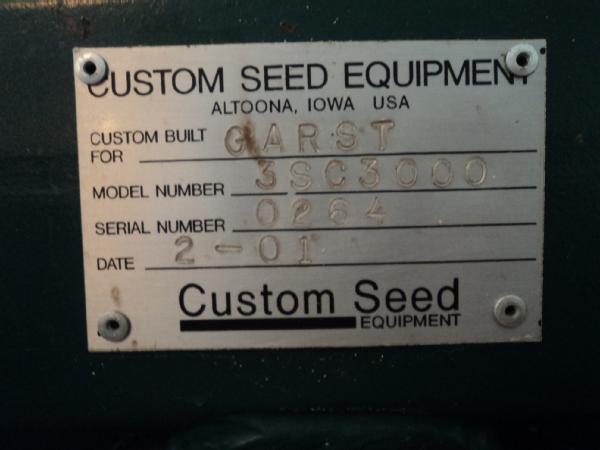 CUSTOM SEED EQUIPMENT
ALTOONA, IOWA USA
CUSTOM BUILT FOR GARST
MODEL NUMBER 3SC3000
SERIAL NUMBER 0264
DATE 2-01
Custom Seed
EQUIPMENT